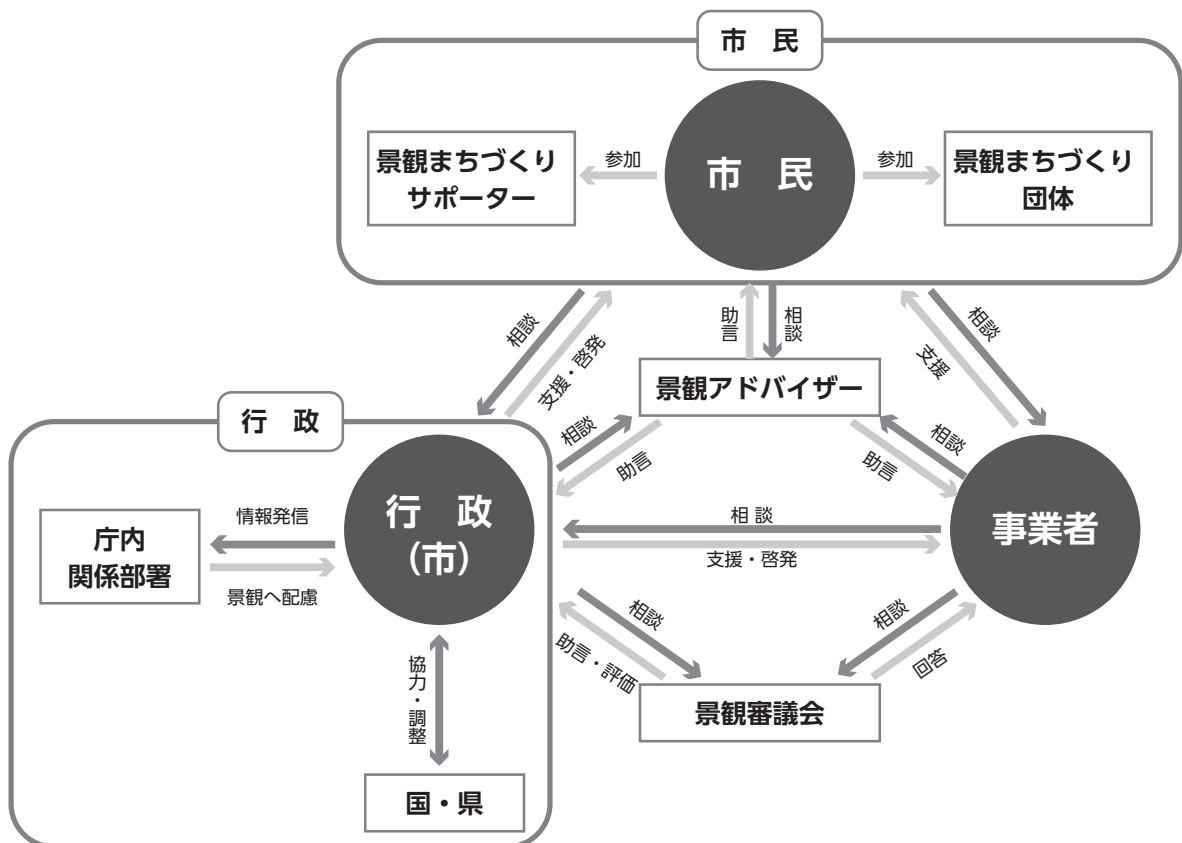 市　民
景観まちづくり
サポーター
参加
市　民
参加
景観まちづくり
団体
相談
支援・啓発
助言
相談
相談
支援
景観アドバイザー
行　政
相談
助言
相談
助言
庁内
関係部署
情報発信
景観へ配慮
行　政
（市）
相 談
支援・啓発
事業者
相談
助言・評価
相談
回答
協力・調整
景観審議会
国・県